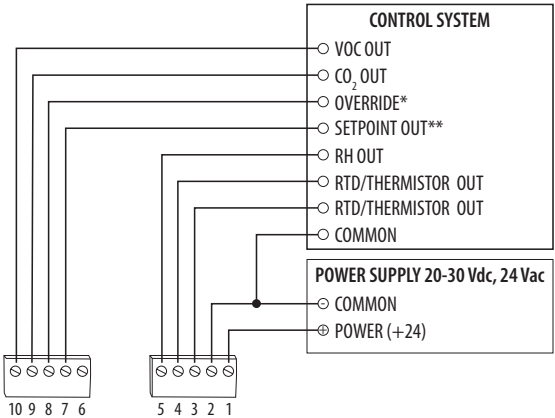 CONTROL SYSTEM
VOC OUT
CO2 OUT
OVERRIDE*
SETPOINT OUT**
RH OUT
RTD/THERMISTOR OUT
RTD/THERMISTOR OUT
COMMON
POWER SUPPLY 20-30 Vdc, 24 Vac
COMMON
POWER (+24)
10 9 8 7 6 5 4 3 2 1